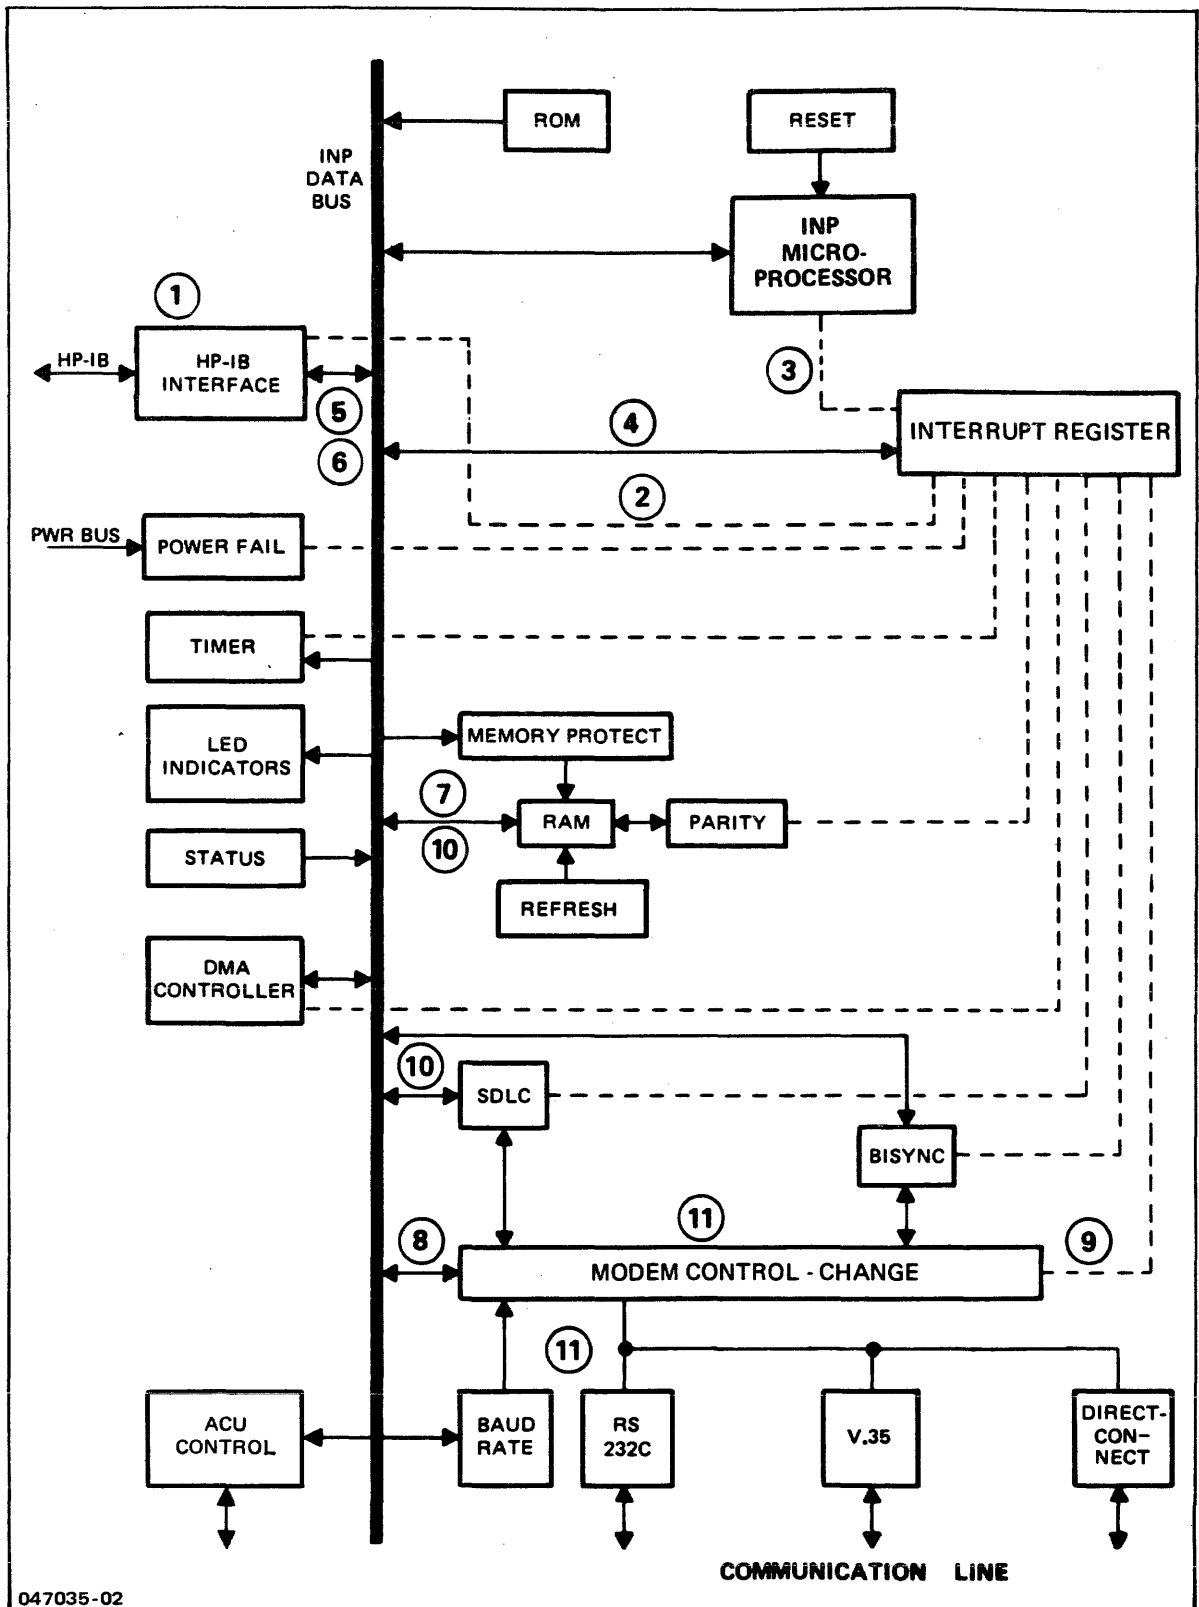 ROM
RESET
INP
DATA
BUS
INP
MICRO-
PROCESSOR
1
HP-IB
HP-IB
INTERFACE
3
5
4
INTERRUPT REGISTER
6
2
PWR BUS
POWER FAIL
TIMER
LED
INDICATORS
MEMORY PROTECT
7
RAM
PARITY
10
STATUS
REFRESH
DMA
CONTROLLER
10
SDLC
BISYNC
11
8
9
MODEM CONTROL - CHANGE
11
ACU
CONTROL
BAUD
RATE
RS
232C
V.35
DIRECT-
CON-
NECT
COMMUNICATION LINE
047035-02